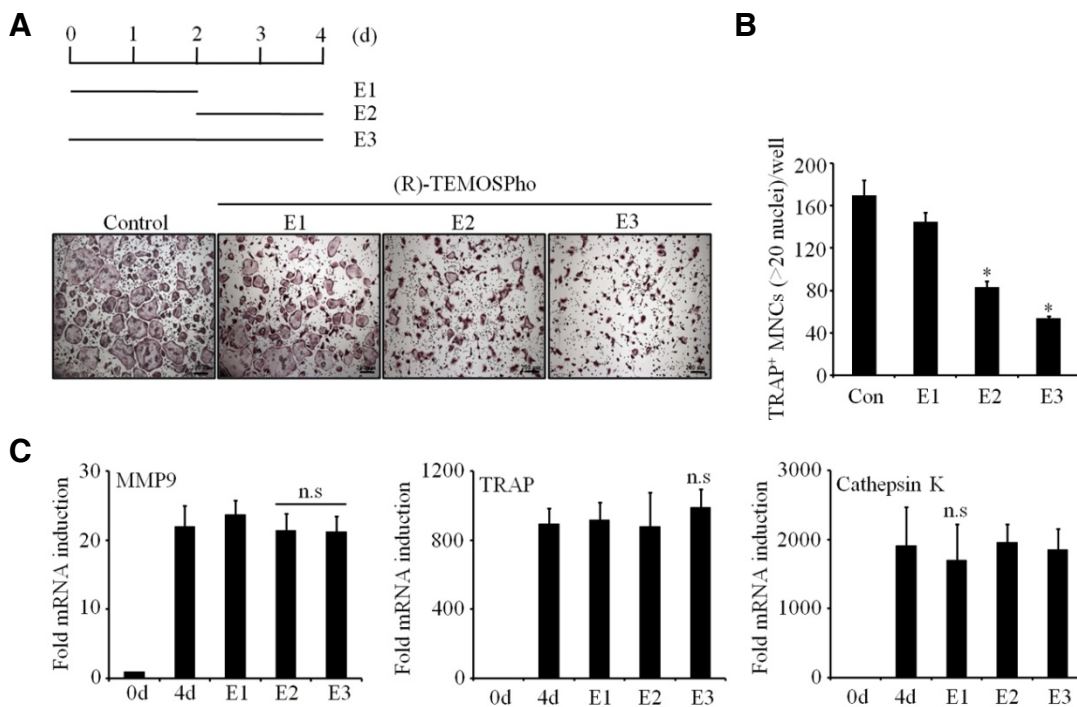 A
0 1 2 3 4 (d)
E1
E2
E3
(R)-TEMOSPho
Control E1 E2 E3
B
TRAP+ MNCs (>20 nuclei)/well
200
160
120
80
40
0
*
*
Con E1 E2 E3
C
Fold mRNA induction
30
20
10
0
MMP9
n.s
0d 4d E1 E2 E3
Fold mRNA induction
1200
800
400
0
TRAP
n.s
0d 4d E1 E2 E3
Fold mRNA induction
3000
2000
1000
0
Cathepsin K
n.s
0d 4d E1 E2 E3